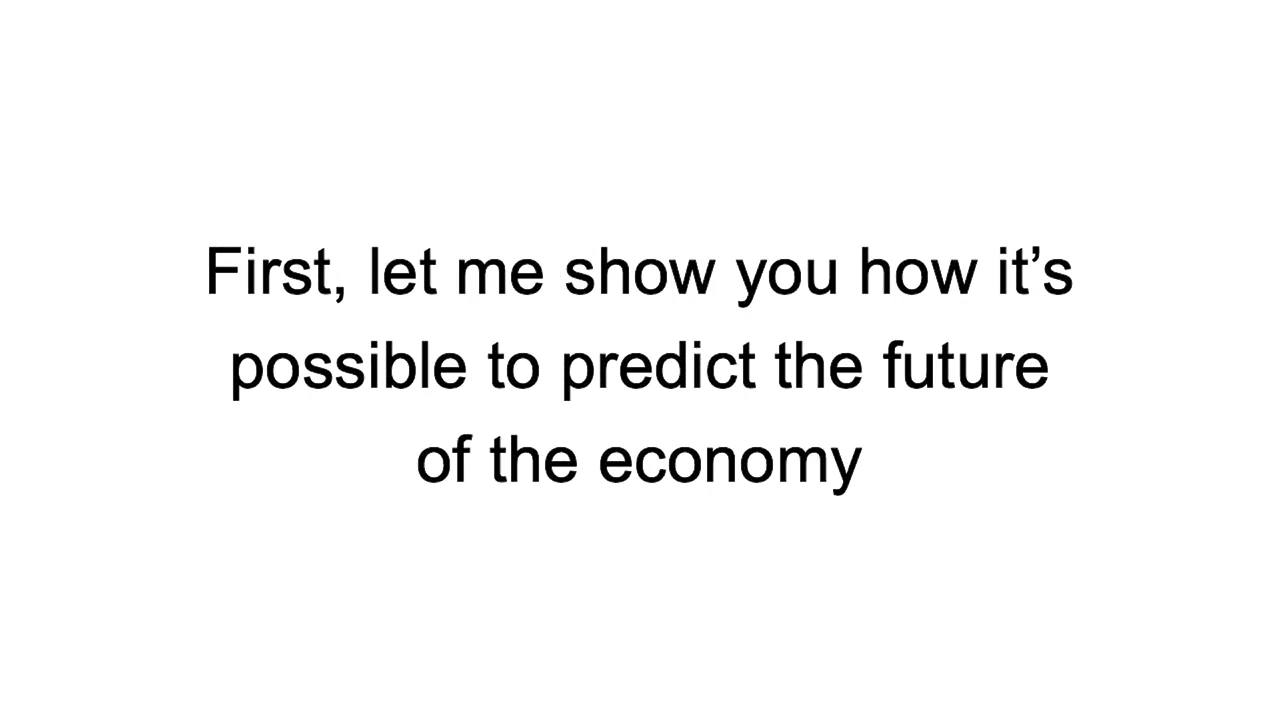 First, let me show you how it’s
possible to predict the future
of the economy